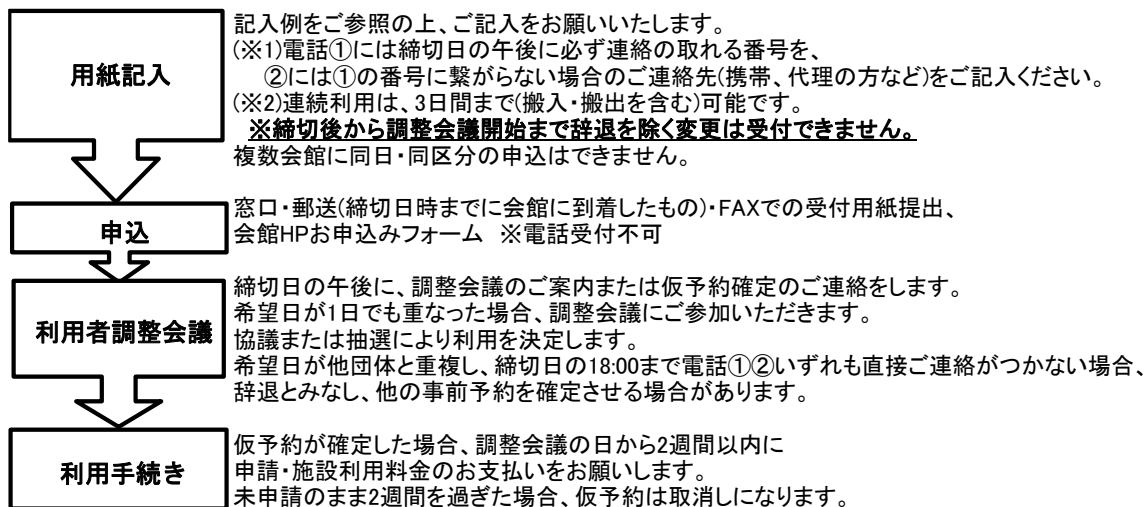 用紙記入
記入例をご参照の上、ご記入をお願いいたします。
(※1)電話①には締切日の午後に必ず連絡の取れる番号を、
②には①の番号に繋がらない場合のご連絡先(携帯、代理の方など)をご記入ください。
(※2)連続利用は、3日間まで(搬入・搬出を含む)可能です。
※締切後から調整会議開始まで辞退を除く変更は受付できません。
複数会館に同日・同区分の申込はできません。
申込
窓口・郵送(締切日時までに会館に到着したもの)・FAXでの受付用紙提出、
会館HPお申込みフォーム ※電話受付不可
利用者調整会議
締切日の午後に、調整会議のご案内または仮予約確定のご連絡をします。
希望日が1日でも重なった場合、調整会議にご参加いただきます。
協議または抽選により利用を決定します。
希望日が他団体と重複し、締切日の18:00まで電話①②いずれも直接ご連絡がつかない場合、
辞退とみなし、他の事前予約を確定させる場合があります。
利用手続き
仮予約が確定した場合、調整会議の日から2週間以内に
申請・施設利用料金のお支払いをお願いします。
未申請のまま2週間を過ぎた場合、仮予約は取消しになります。